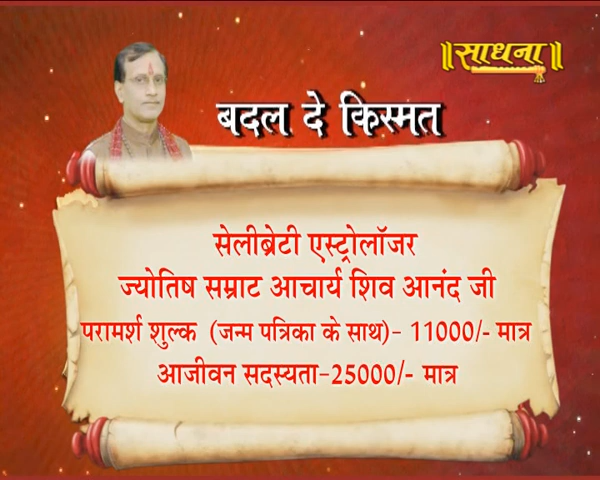 ॥साधना॥
बदल दे किस्मत
सेलीब्रेटी एस्ट्रोलॉजर
ज्योतिष सम्राट आचार्य शिव आनंद जी
परामर्श शुल्क (जन्म पत्रिका के साथ)- 11000/- मात्र
आजीवन सदस्यता-25000/- मात्र